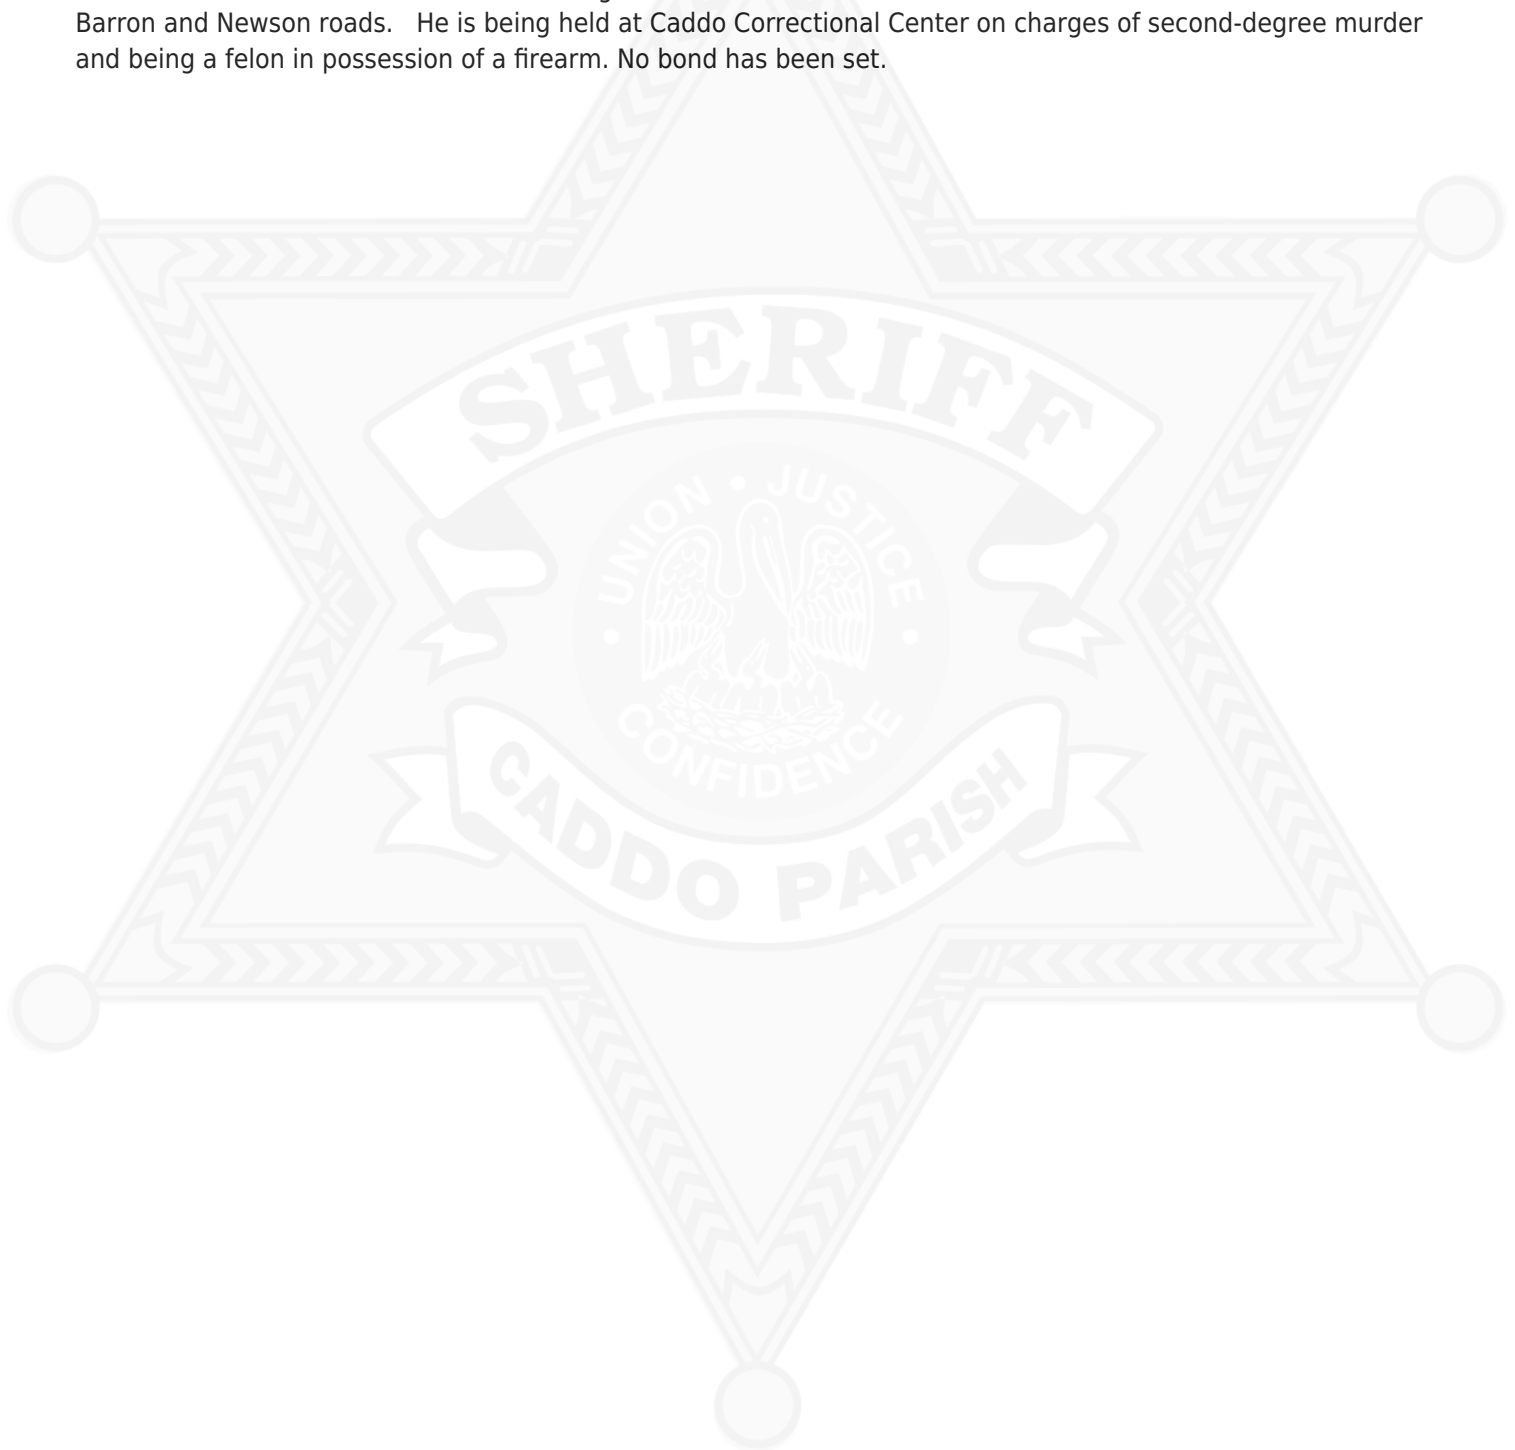 Barron and Newson roads.   He is being held at Caddo Correctional Center on charges of second-degree murder
and being a felon in possession of a firearm. No bond has been set.
SHERIFF
UNION • JUSTICE
• CONFIDENCE •
CADDO PARISH